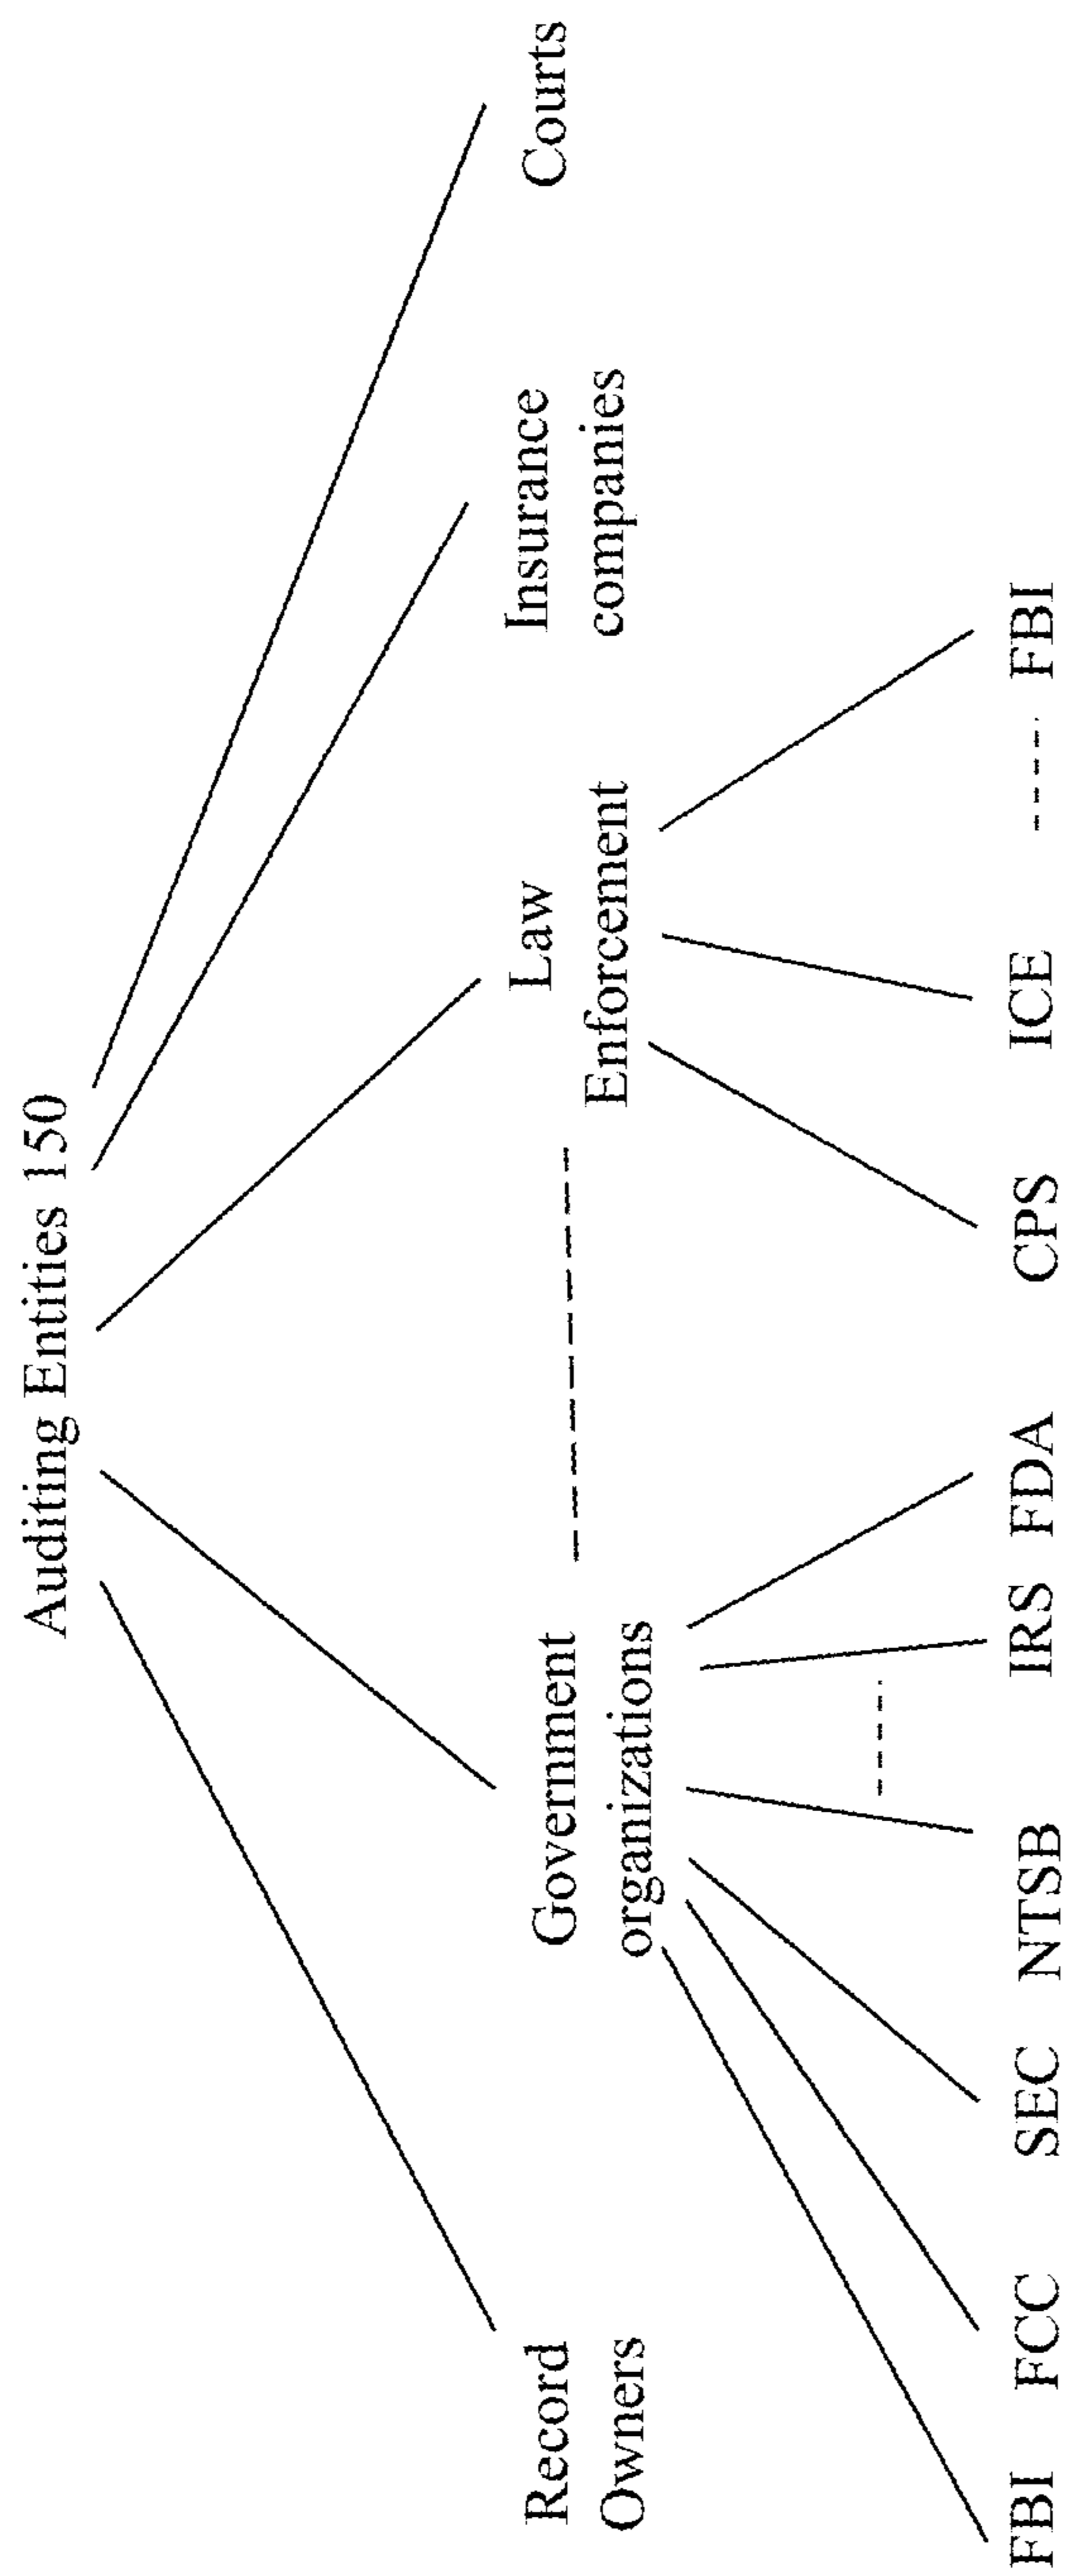 Auditing Entities 150
Record
Owners
Government
organizations
Law
Enforcement
Insurance
companies
Courts
FBI
FCC
SEC
NTSB
IRS
FDA
CPS
ICE
FBI